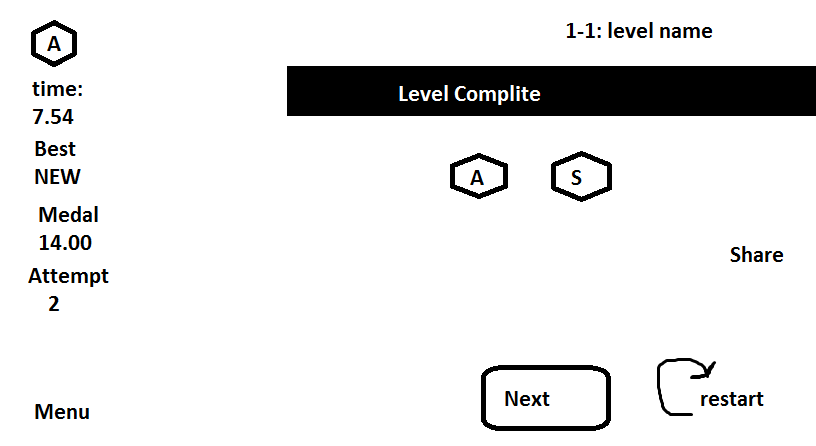 A
time:
7.54
Best
NEW
Medal
14.00
Attempt
2
Menu
1-1: level name
Level Complite
A S
Share
Next
restart